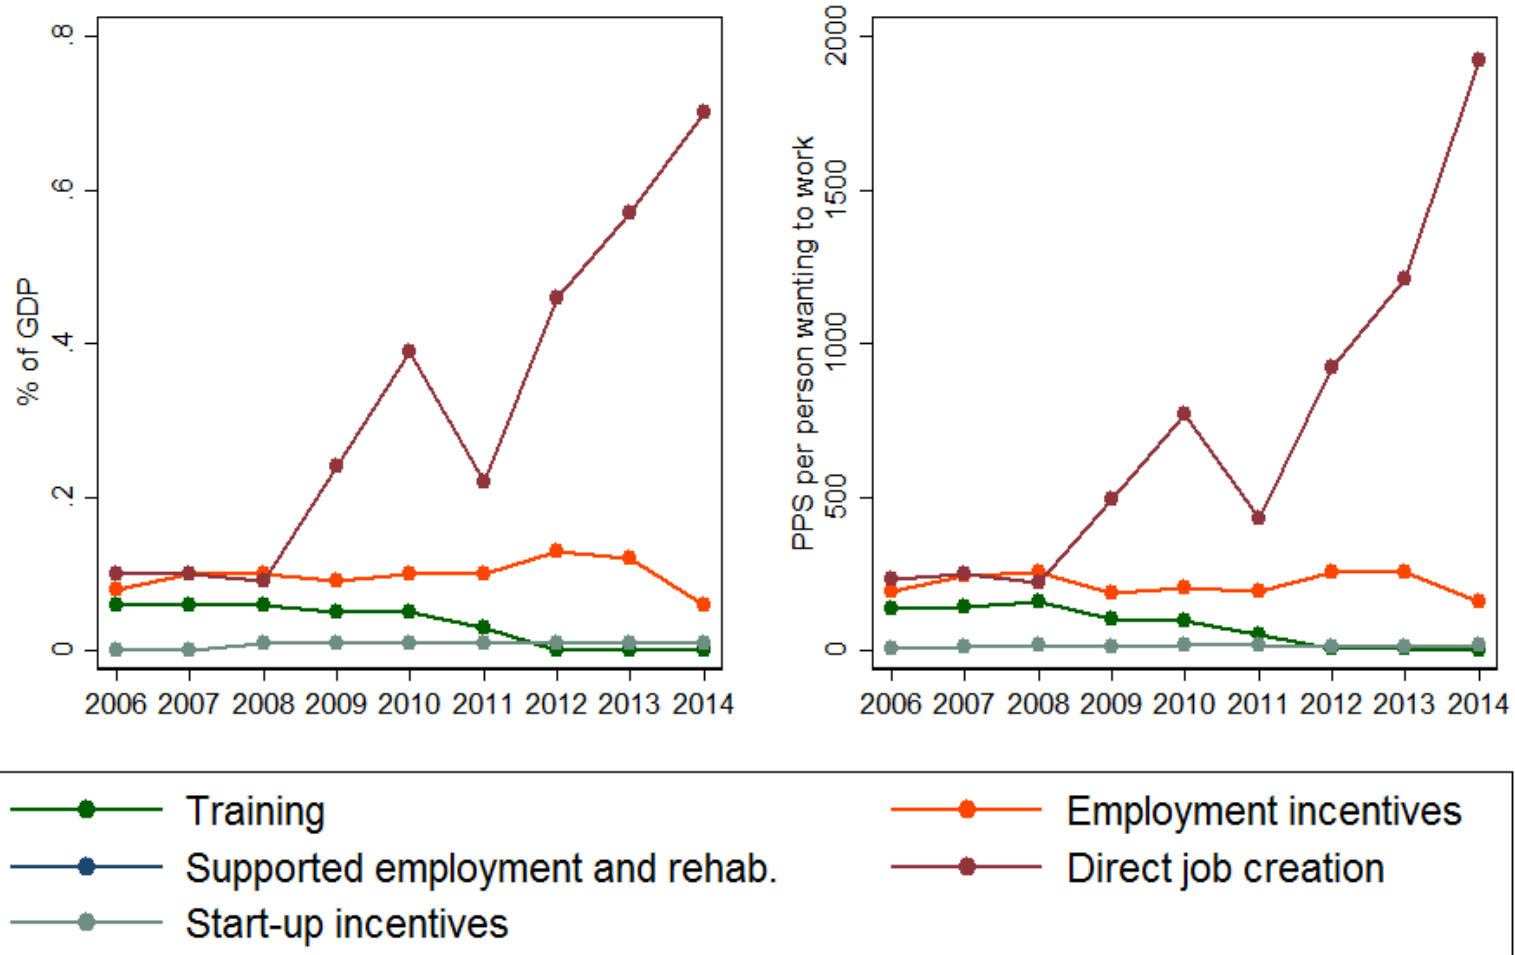 % of GDP
.8
.6
.4
.2
0
2006 2007 2008 2009 2010 2011 2012 2013 2014
PPS per person wanting to work
2000
1500
1000
500
0
2006 2007 2008 2009 2010 2011 2012 2013 2014
Training
Employment incentives
Supported employment and rehab.
Direct job creation
Start-up incentives